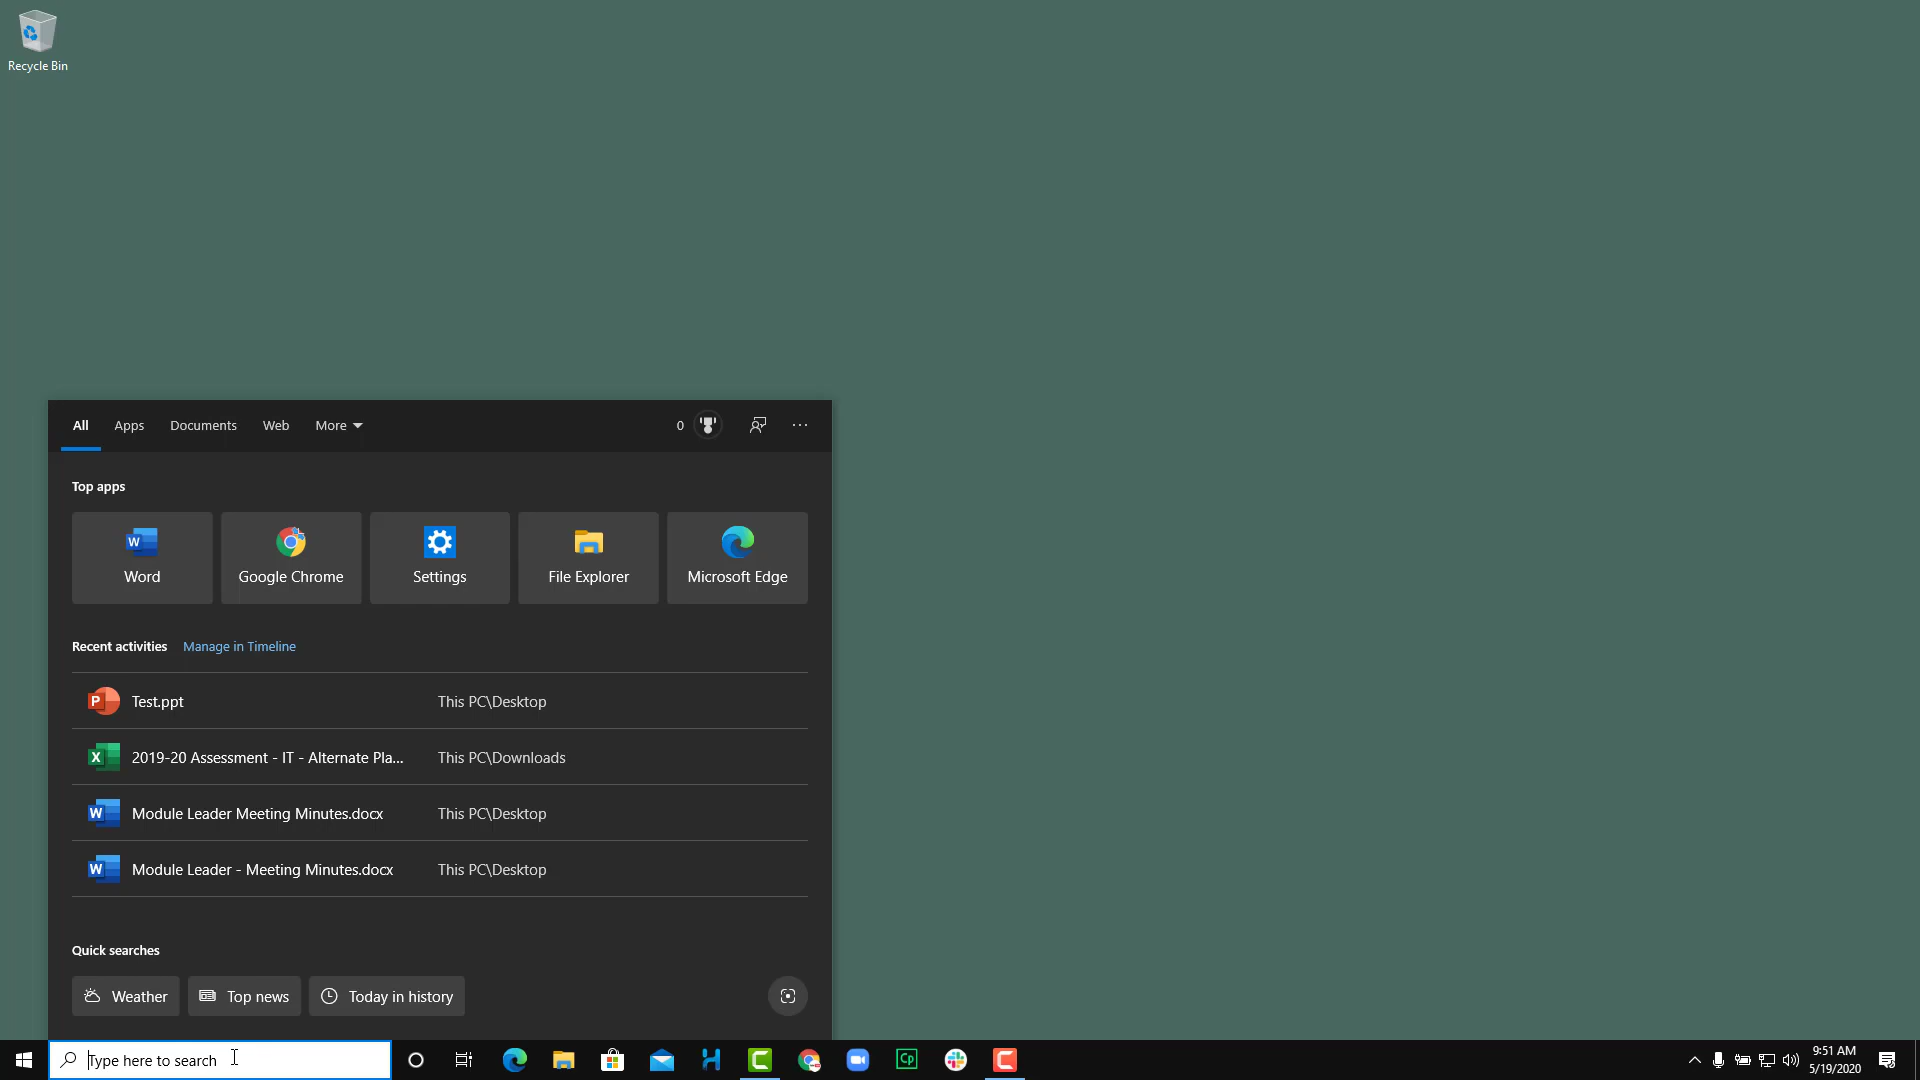 Recycle Bin
All Apps Documents Web More 0
Top apps
Word Google Chrome Settings File Explorer Microsoft Edge
Recent activities Manage in Timeline
Test.ppt This PC\Desktop
2019-20 Assessment - IT - Alternate Pla... This PC\Downloads
Module Leader Meeting Minutes.docx This PC\Desktop
Module Leader - Meeting Minutes.docx This PC\Desktop
Quick searches
Weather Top news Today in history
Type here to search
9:51 AM
5/19/2020